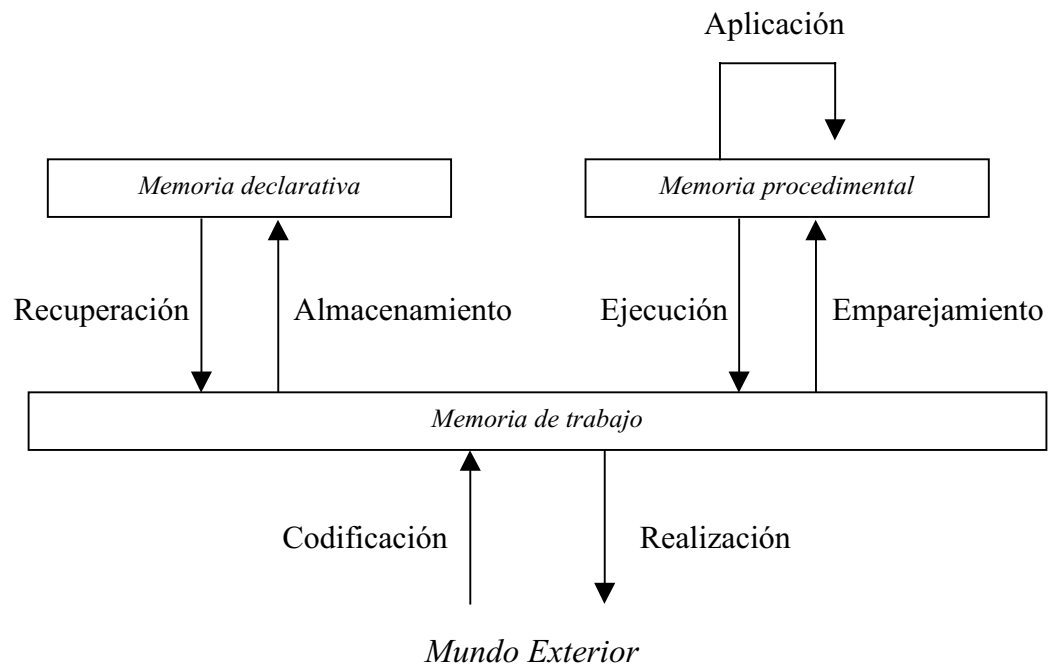 Aplicación
Memoria declarativa
Memoria procedimental
Recuperación
Almacenamiento
Ejecución
Emparejamiento
Memoria de trabajo
Codificación
Realización
Mundo Exterior